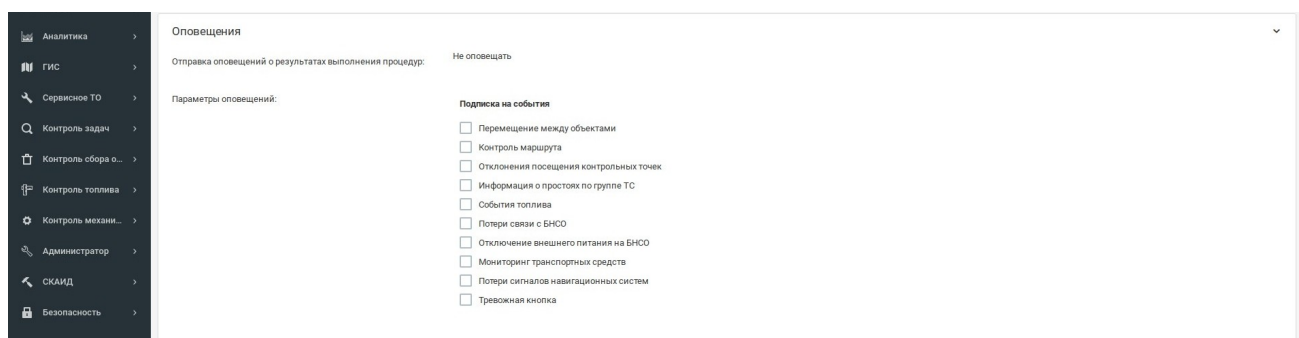 Аналитика
ГИС
Сервисное ТО
Контроль задач
Контроль сбора о...
Контроль топлива
Контроль механи...
Администратор
СКАИД
Безопасность
Оповещения
Отправка оповещений о результатах выполнения процедур:
Не оповещать
Параметры оповещений:
Подписка на события
Перемещение между объектами
Контроль маршрута
Отклонения посещения контрольных точек
Информация о простоях по группе ТС
События топлива
Потери связи с БНСО
Отключение внешнего питания на БНСО
Мониторинг транспортных средств
Потери сигналов навигационных систем
Тревожная кнопка